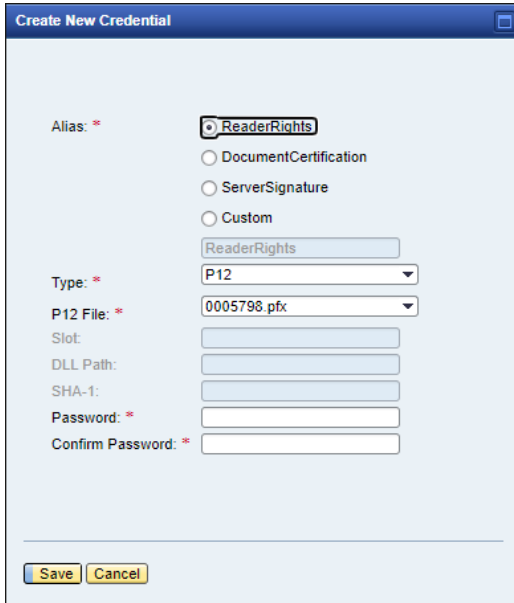 Create New Credential
Alias: * ReaderRights
DocumentCertification
ServerSignature
Custom
ReaderRights
Type: * P12
P12 File: * 0005798.pfx
Slot:
DLL Path:
SHA-1:
Password: *
Confirm Password: *
Save Cancel